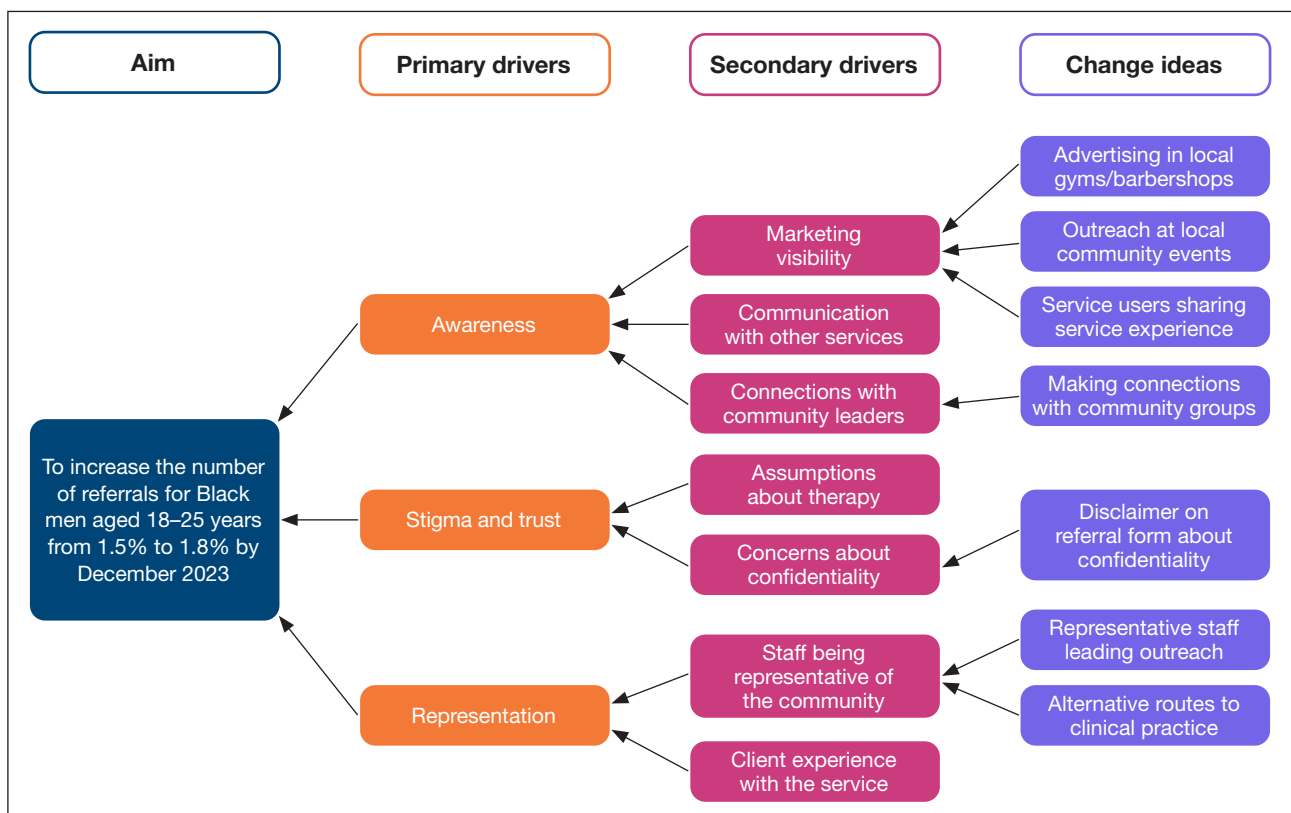 Aim
Primary drivers
Secondary drivers
Change ideas
To increase the number
of referrals for Black
men aged 18–25 years
from 1.5% to 1.8% by
December 2023
Awareness
Stigma and trust
Representation
Marketing
visibility
Communication
with other services
Connections with
community leaders
Assumptions
about therapy
Concerns about
confidentiality
Staff being
representative of
the community
Client experience
with the service
Advertising in local
gyms/barbershops
Outreach at local
community events
Service users sharing
service experience
Making connections
with community groups
Disclaimer on
referral form about
confidentiality
Representative staff
leading outreach
Alternative routes to
clinical practice